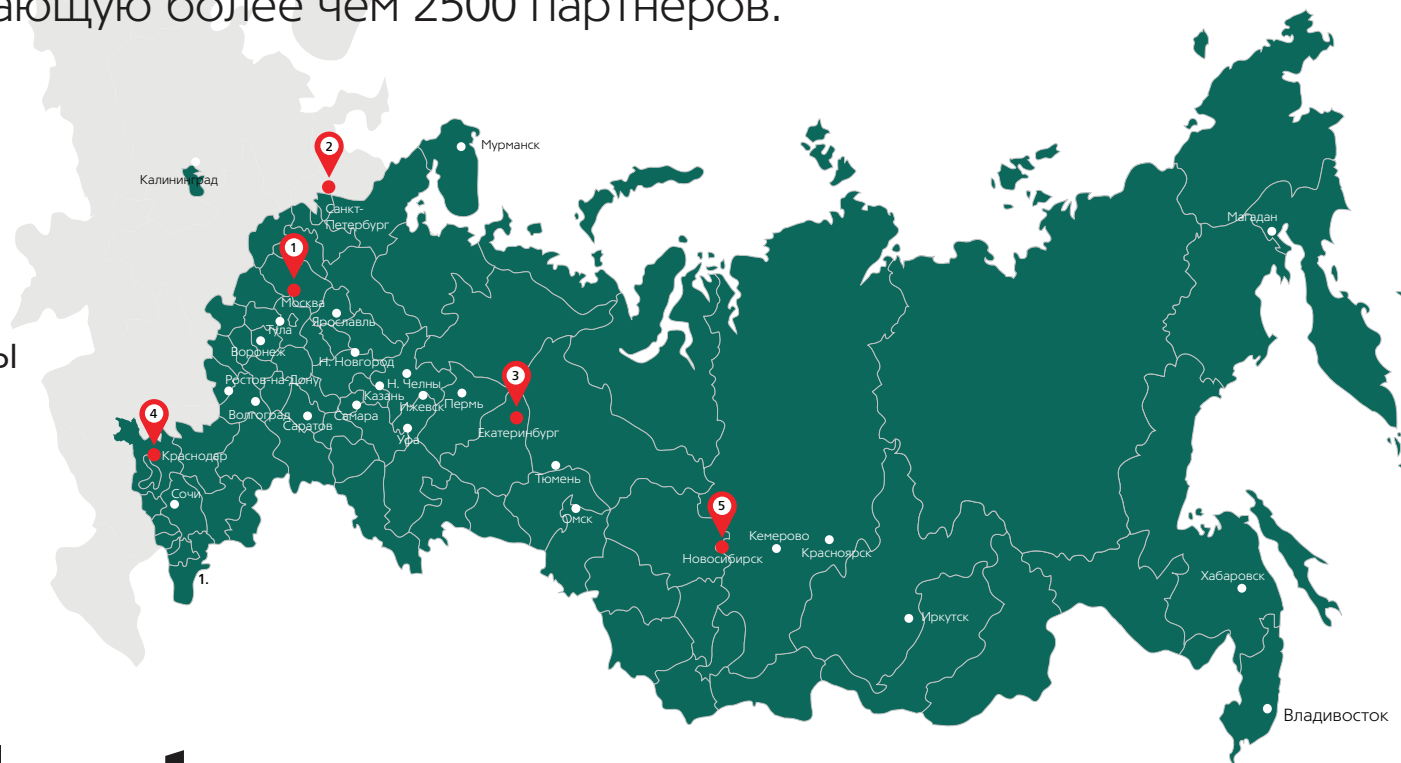 ающую более чем 2500 партнеров.
2
Мурманск
Калининград
Санкт-
Петербург
Магадан
1
Москва
Ярославль
Тула
ы
Воронеж
Н. Новгород
3
Ростов-на-Дону
Н. Челны
Казань
Ижевск
Пермь
4
Волгоград
Самара
Саратов
Екатеринбург
Уфа
Краснодар
Тюмень
Сочи
5
Омск
Кемерово
Красноярск
Новосибирск
1.
Хабаровск
Иркутск
Владивосток